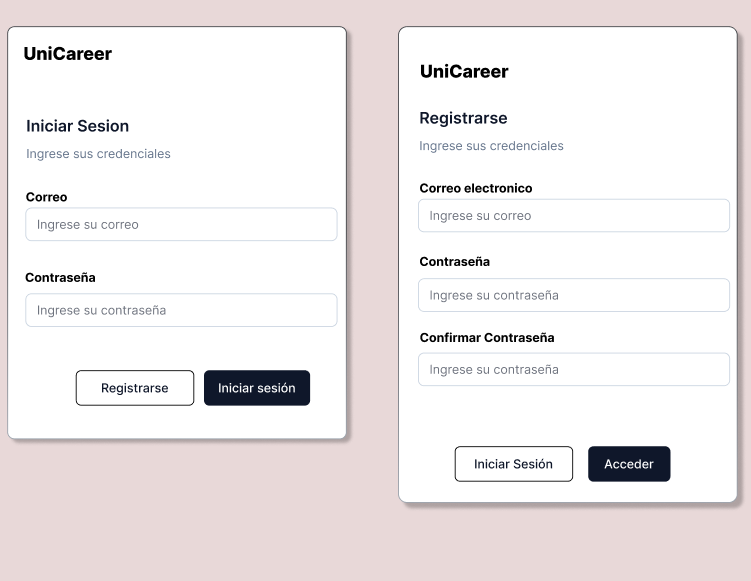 UniCareer
Iniciar Sesion
Ingrese sus credenciales
Correo
Ingrese su correo
Contraseña
Ingrese su contraseña
Registrarse
Iniciar sesión
UniCareer
Registrarse
Ingrese sus credenciales
Correo electronico
Ingrese su correo
Contraseña
Ingrese su contraseña
Confirmar Contraseña
Ingrese su contraseña
Iniciar Sesión
Acceder